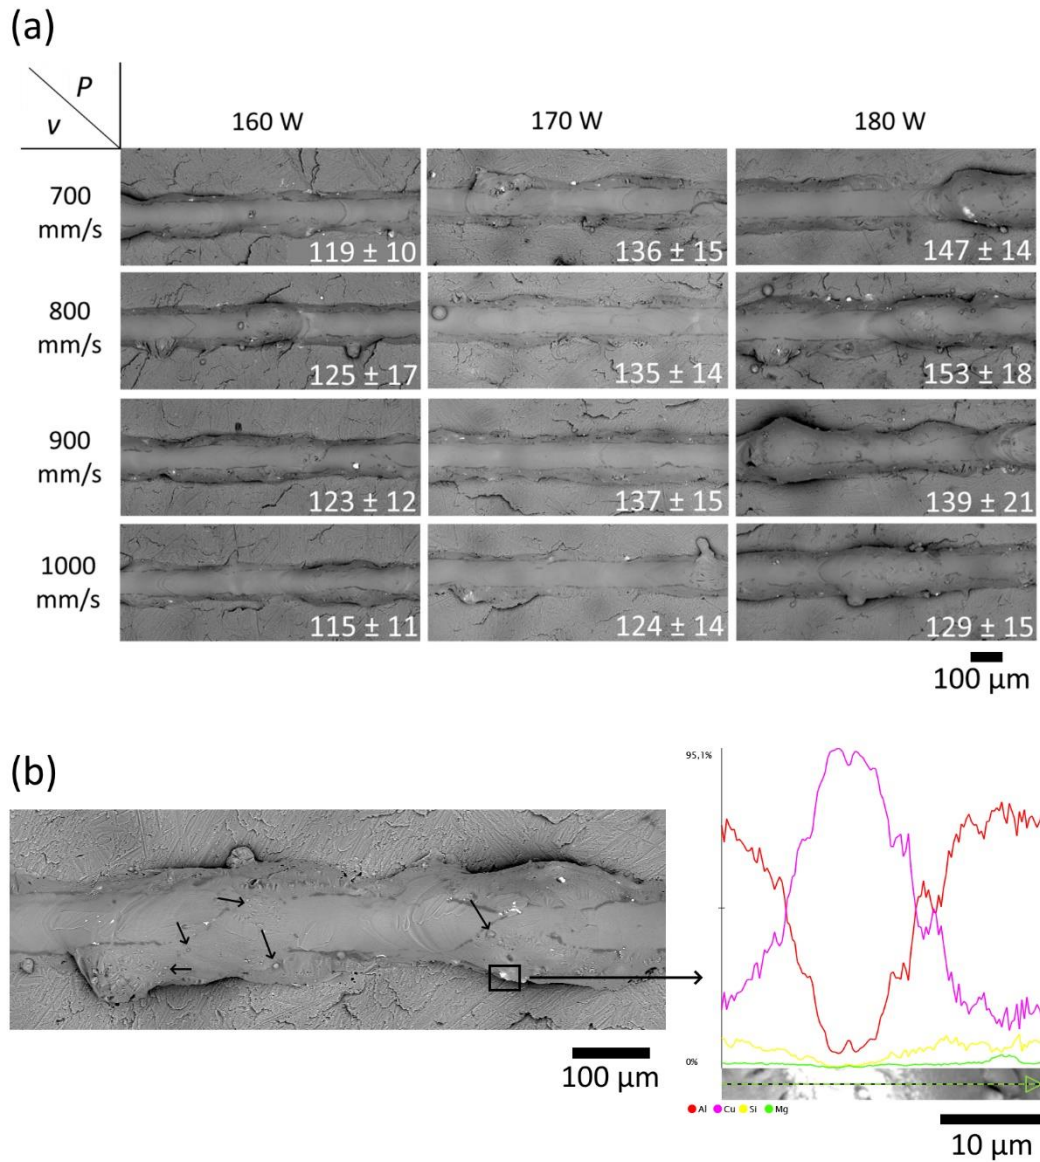 (a)
P
v
160 W
170 W
180 W
700
mm/s
119 ± 10
136 ± 15
147 ± 14
800
mm/s
125 ± 17
135 ± 14
153 ± 18
900
mm/s
123 ± 12
137 ± 15
139 ± 21
1000
mm/s
115 ± 11
124 ± 14
129 ± 15
100 µm
(b)
95,1%
0%
Al Cu Si Mg
100 µm
10 µm